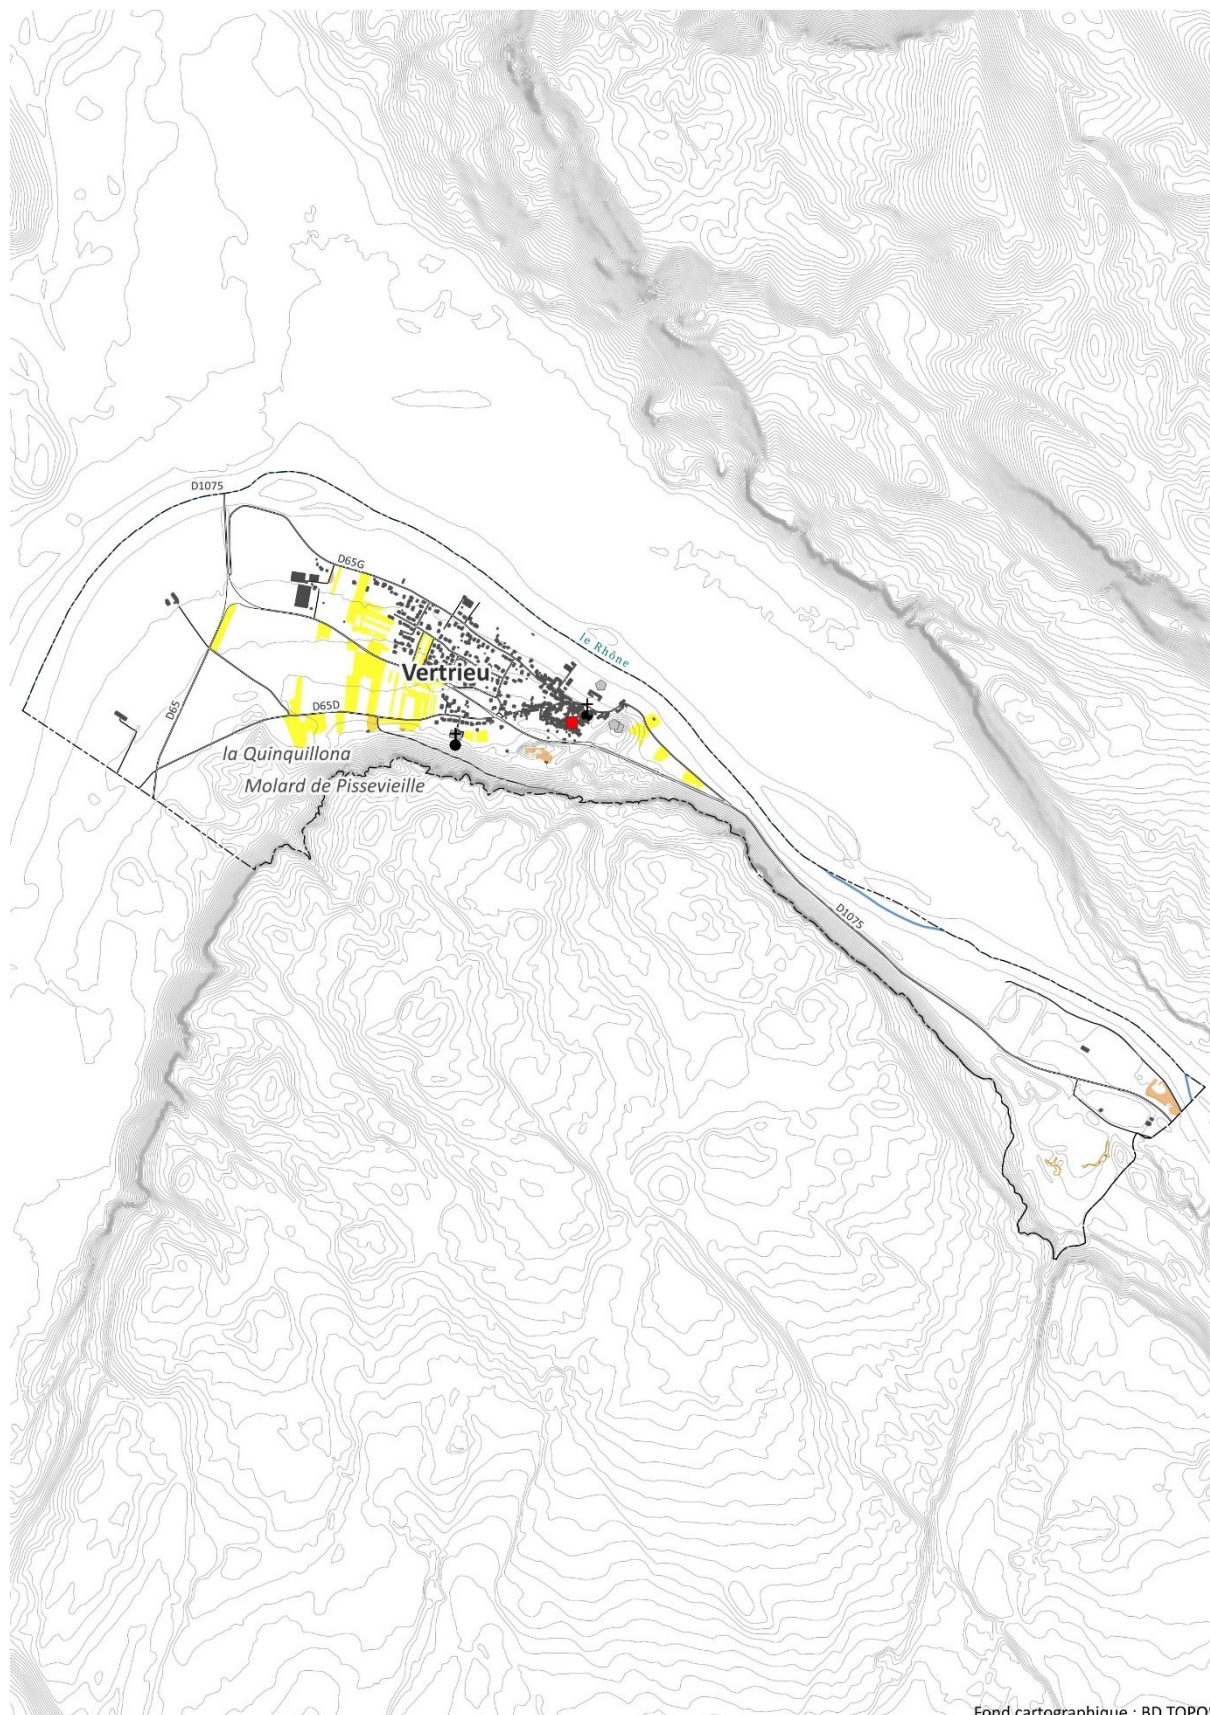 D1075
D65G
le Rhône
Vertrieu
D65
D65D
la Quinquillona
Molard de Pissevieille
D1075
Fond cartographique : BD TOPO